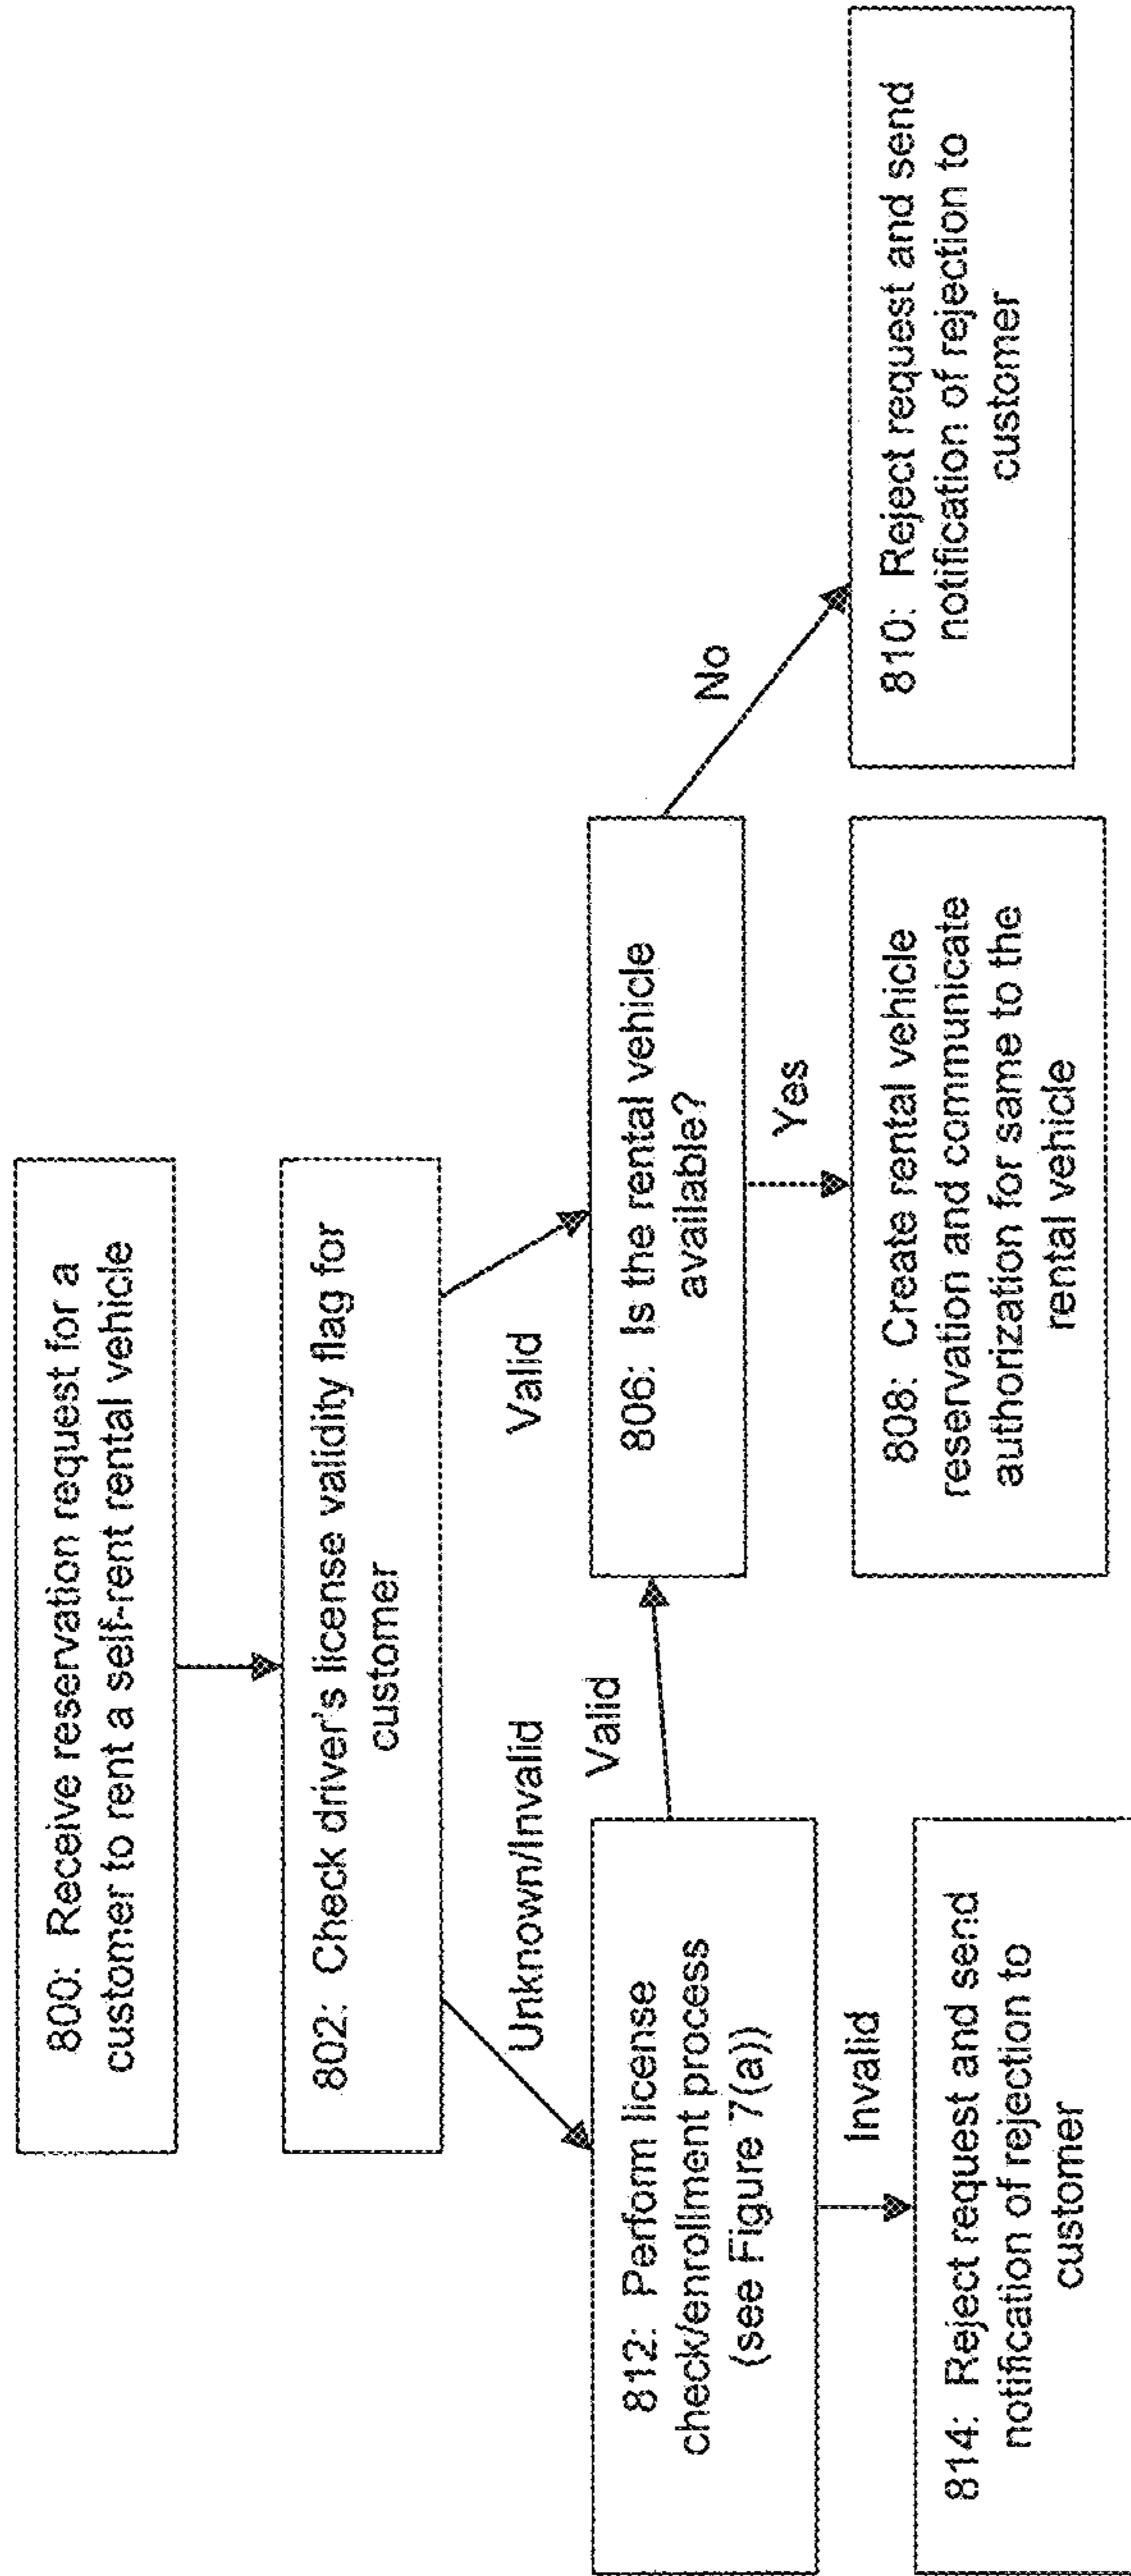 800: Receive reservation request for a
customer to rent a self-rent rental vehicle
802: Check driver's license validity flag for
customer
Unknown/Invalid
Valid
812: Perform license
check/enrollment process
(see Figure 7(a))
Valid
806: Is the rental vehicle
available?
No
Invalid
Yes
814: Reject request and send
notification of rejection to
customer
808: Create rental vehicle
reservation and communicate
authorization for same to the
rental vehicle
810: Reject request and send
notification of rejection to
customer